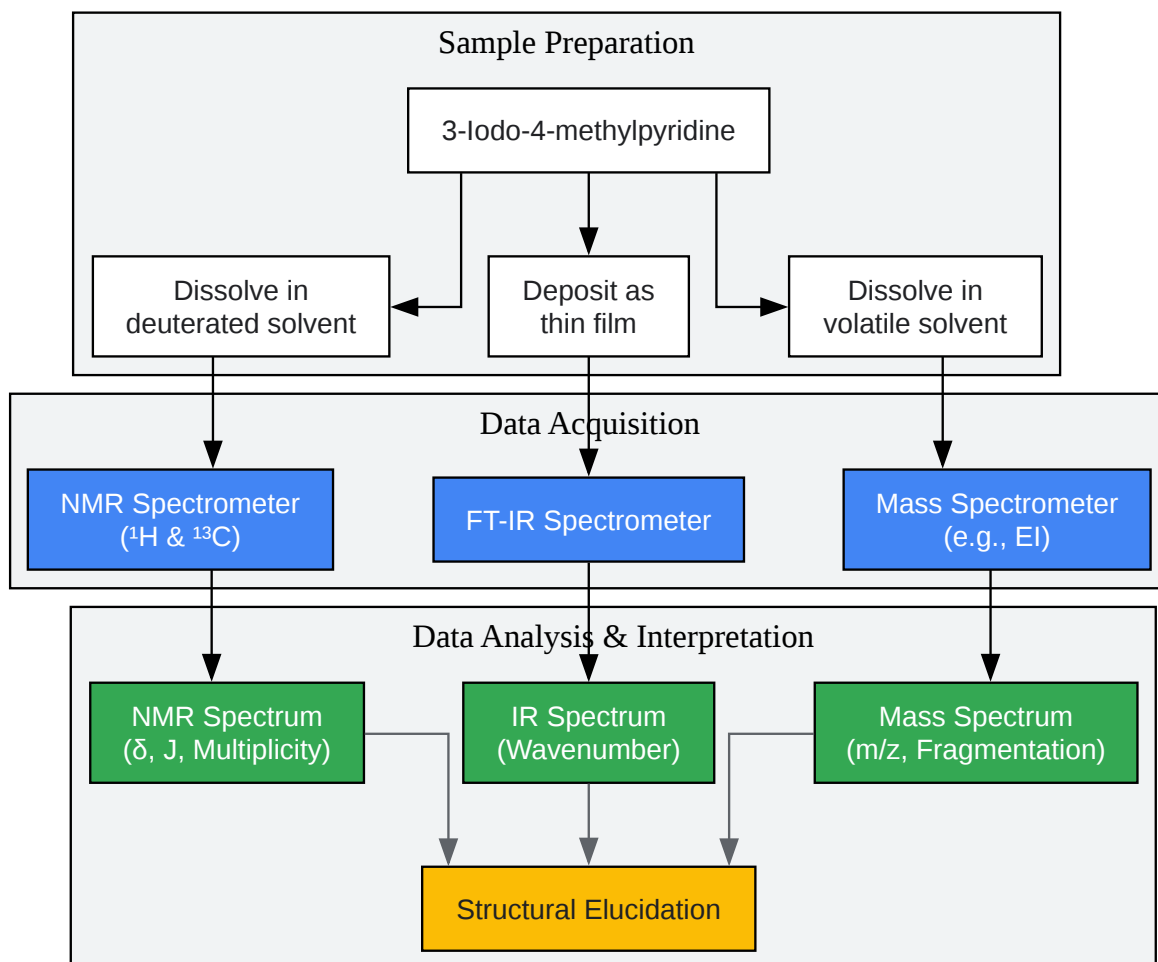 Sample Preparation
3-Iodo-4-methylpyridine
Dissolve in
deuterated solvent
Deposit as
thin film
Dissolve in
volatile solvent
Data Acquisition
NMR Spectrometer
(¹H & ¹³C)
FT-IR Spectrometer
Mass Spectrometer
(e.g., EI)
Data Analysis & Interpretation
NMR Spectrum
(δ, J, Multiplicity)
IR Spectrum
(Wavenumber)
Mass Spectrum
(m/z, Fragmentation)
Structural Elucidation